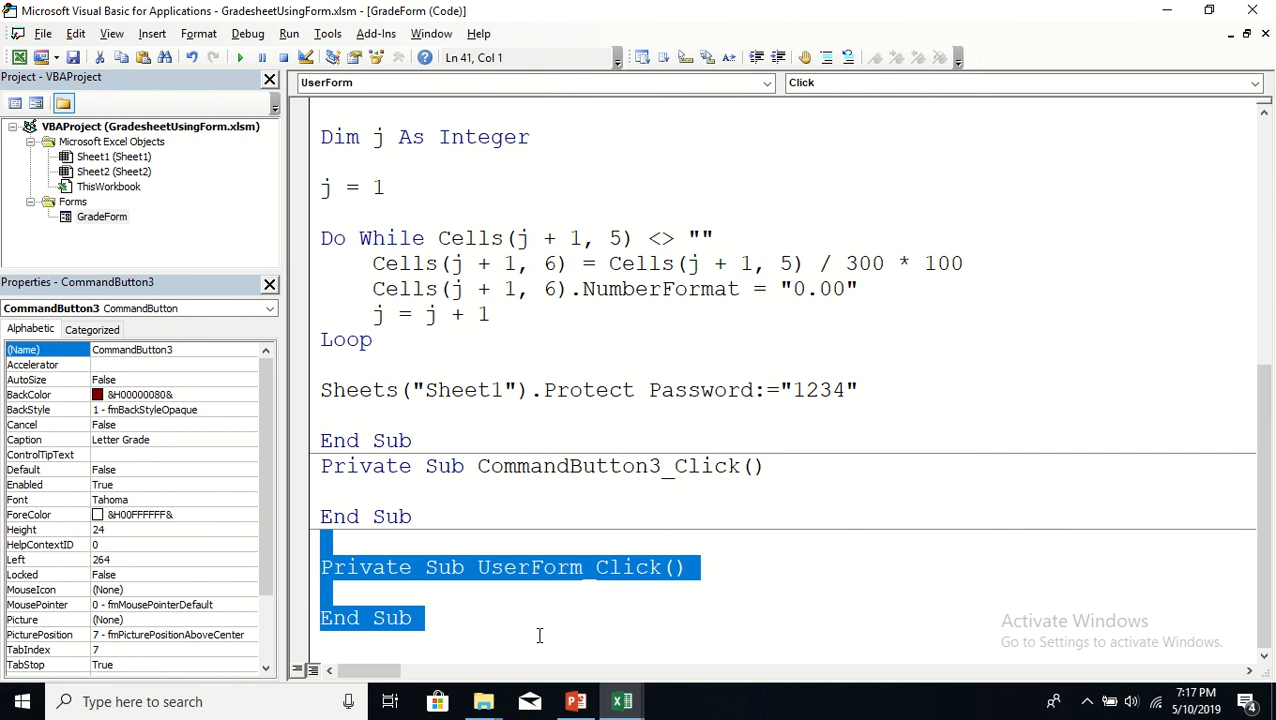 Microsoft Visual Basic for Applications - GradesheetUsingForm.xlsm - [GradeForm (Code)]
File Edit View Insert Format Debug Run Tools Add-Ins Window Help
Ln 41, Col 1
Project - VBAProject
UserForm
Click
VBAProject (GradesheetUsingForm.xlsm)
Microsoft Excel Objects
Sheet1 (Sheet1)
Sheet2 (Sheet2)
ThisWorkbook
Forms
GradeForm
Properties - CommandButton3
CommandButton3 CommandButton
Alphabetic Categorized
(Name) CommandButton3
Accelerator
AutoSize False
BackColor &H00000080&
BackStyle 1 - fmBackStyleOpaque
Cancel False
Caption Letter Grade
ControlTipText
Default False
Enabled True
Font Tahoma
ForeColor &H00FFFFFF&
Height 24
HelpContextID 0
Left 264
Locked False
MouseIcon (None)
MousePointer 0 - fmMousePointerDefault
Picture (None)
PicturePosition 7 - fmPicturePositionAboveCenter
TabIndex 7
TabStop True
Dim j As Integer
j = 1
Do While Cells(j + 1, 5) <> ""
Cells(j + 1, 6) = Cells(j + 1, 5) / 300 * 100
Cells(j + 1, 6).NumberFormat = "0.00"
j = j + 1
Loop
Sheets("Sheet1").Protect Password:="1234"
End Sub
Private Sub CommandButton3_Click()
End Sub
Private Sub UserForm_Click()
End Sub
Activate Windows
Go to Settings to activate Windows.
Type here to search
7:17 PM
5/10/2019
4